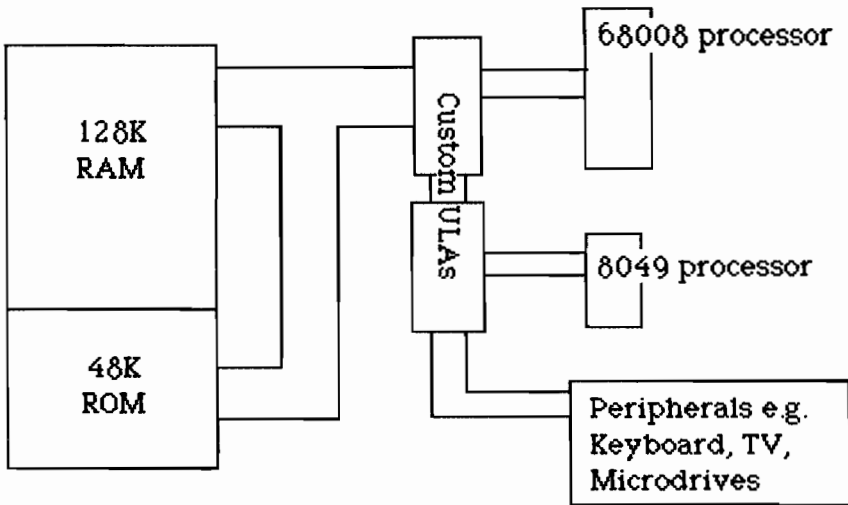 68008 processor
128K
RAM
Custom ULAs
8049 processor
48K
ROM
Peripherals e.g.
Keyboard, TV,
Microdrives